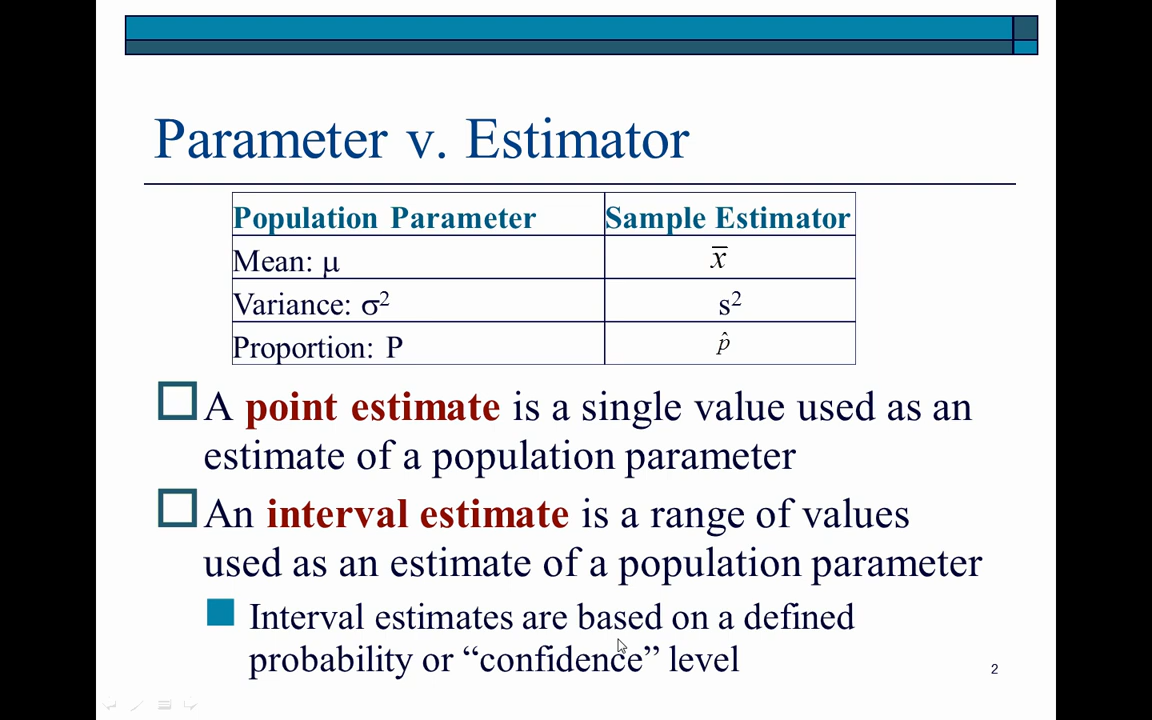 Parameter v. Estimator
Population Parameter Sample Estimator
Mean: μ x̅
Variance: σ² s²
Proportion: P p̂
A point estimate is a single value used as an
estimate of a population parameter
An interval estimate is a range of values
used as an estimate of a population parameter
Interval estimates are based on a defined
probability or “confidence” level
2